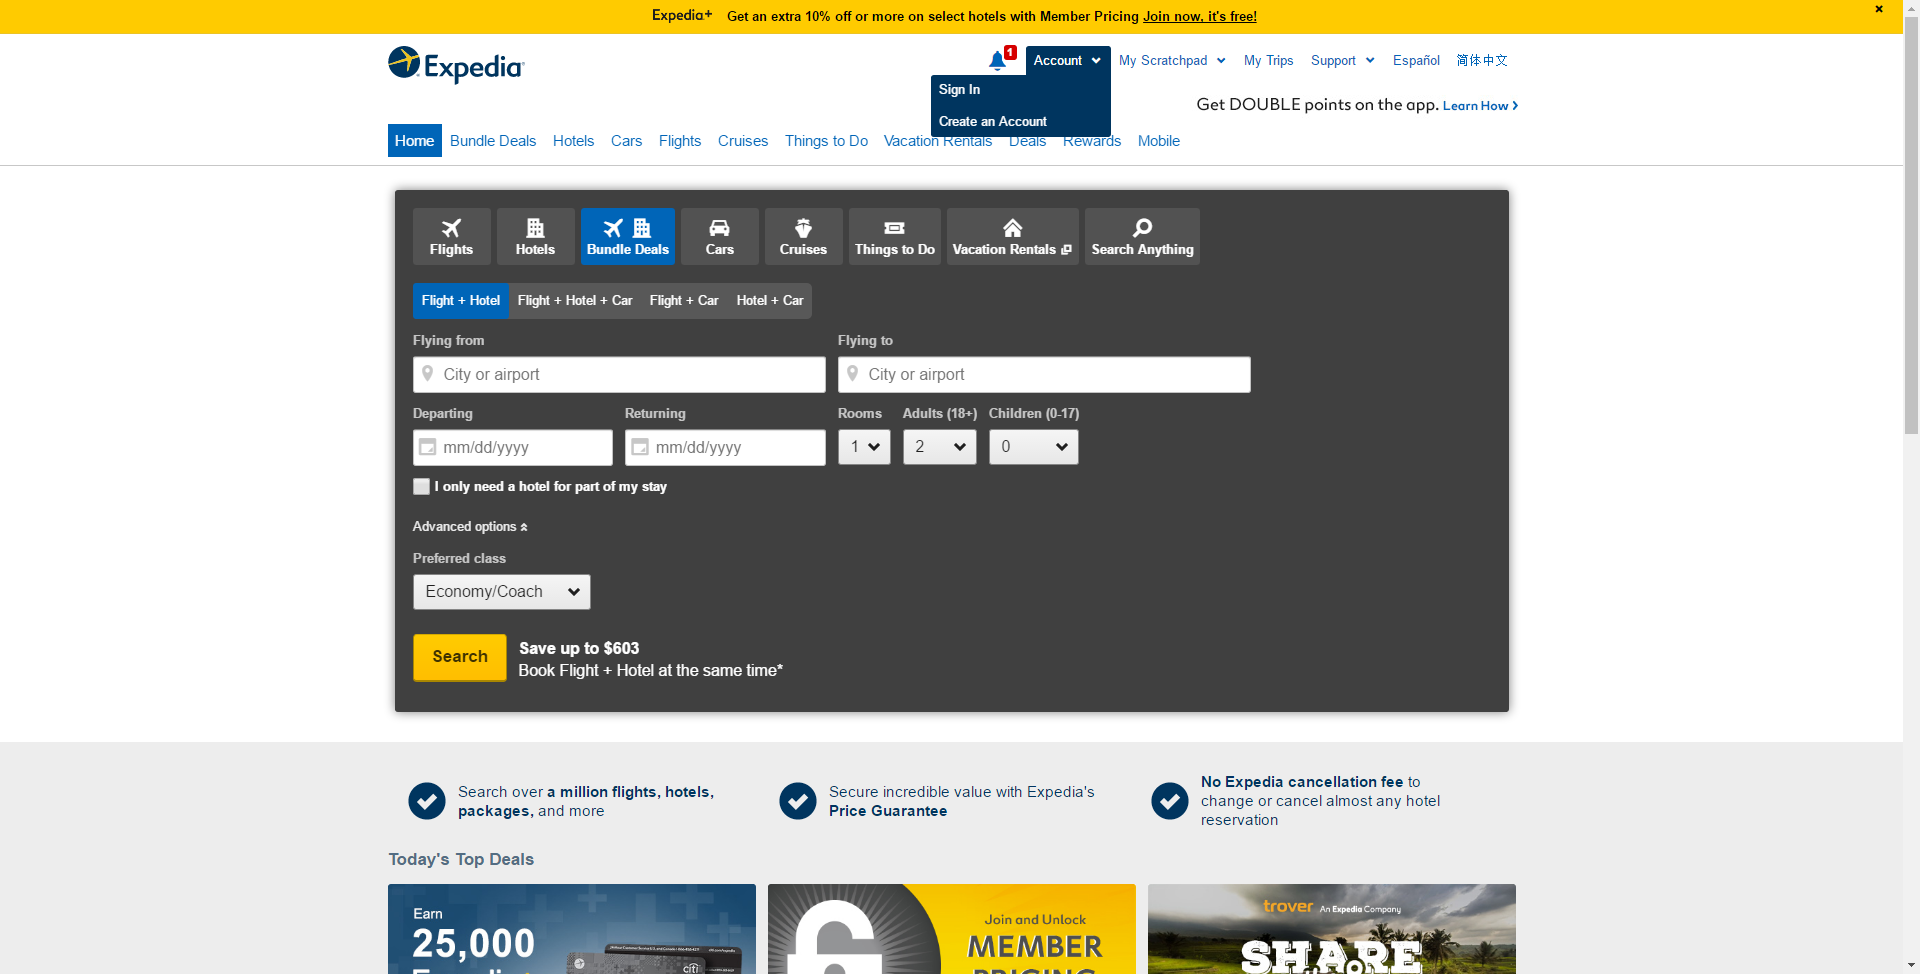 Expedia+ Get an extra 10% off or more on select hotels with Member Pricing Join now, it's free!
Expedia
1
Account
My Scratchpad
My Trips
Support
Español
简体中文
Sign In
Create an Account
Get DOUBLE points on the app. Learn How
Home
Bundle Deals
Hotels
Cars
Flights
Cruises
Things to Do
Vacation Rentals
Deals
Rewards
Mobile
Flights
Hotels
Bundle Deals
Cars
Cruises
Things to Do
Vacation Rentals
Search Anything
Flight + Hotel
Flight + Hotel + Car
Flight + Car
Hotel + Car
Flying from
Flying to
City or airport
City or airport
Departing
Returning
Rooms
Adults (18+)
Children (0-17)
mm/dd/yyyy
mm/dd/yyyy
1
2
0
I only need a hotel for part of my stay
Advanced options
Preferred class
Economy/Coach
Search
Save up to $603
Book Flight + Hotel at the same time*
Search over a million flights, hotels,
packages, and more
Secure incredible value with Expedia's
Price Guarantee
No Expedia cancellation fee to
change or cancel almost any hotel
reservation
Today's Top Deals
Earn
25,000
citi
Join and Unlock
MEMBER
PRICING
trover An Expedia Company
SHARE